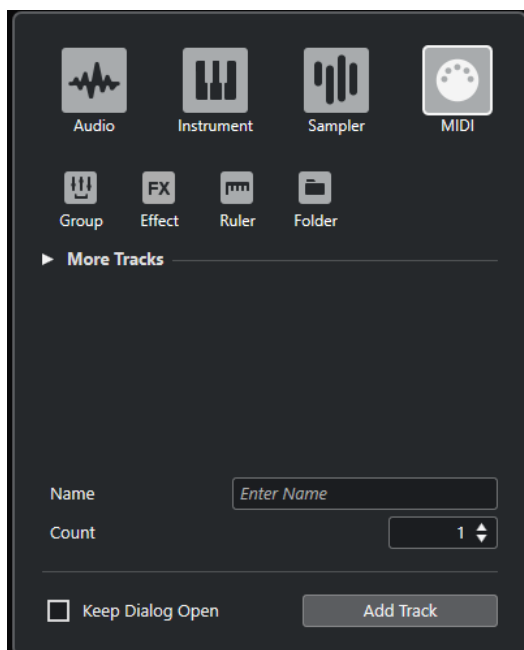 Audio Instrument Sampler MIDI
FX
Group Effect Ruler Folder
More Tracks
Name Enter Name
Count 1
Keep Dialog Open Add Track